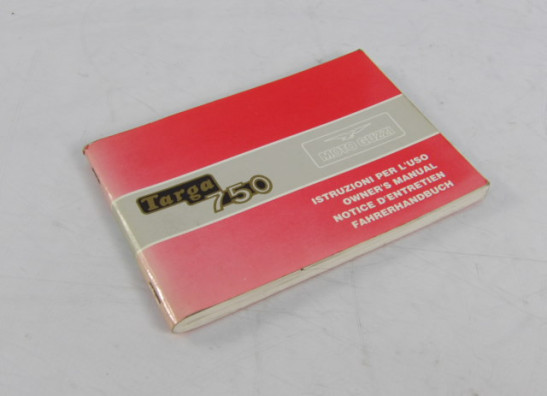 Targa
750
MOTO GUZZI
ISTRUZIONI PER L'USO
OWNER'S MANUAL
NOTICE D'ENTRETIEN
FAHRERHANDBUCH